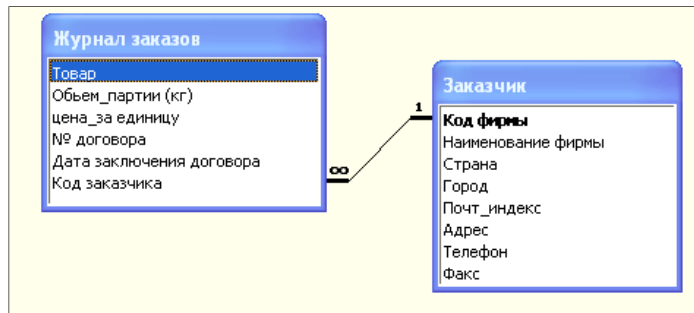 Журнал заказов
Товар
Обьем_партии (кг)
цена_за единицу
№ договора
Дата заключения договора
Код заказчика
∞
1
Заказчик
Код фирмы
Наименование фирмы
Страна
Город
Почт_индекс
Адрес
Телефон
Факс